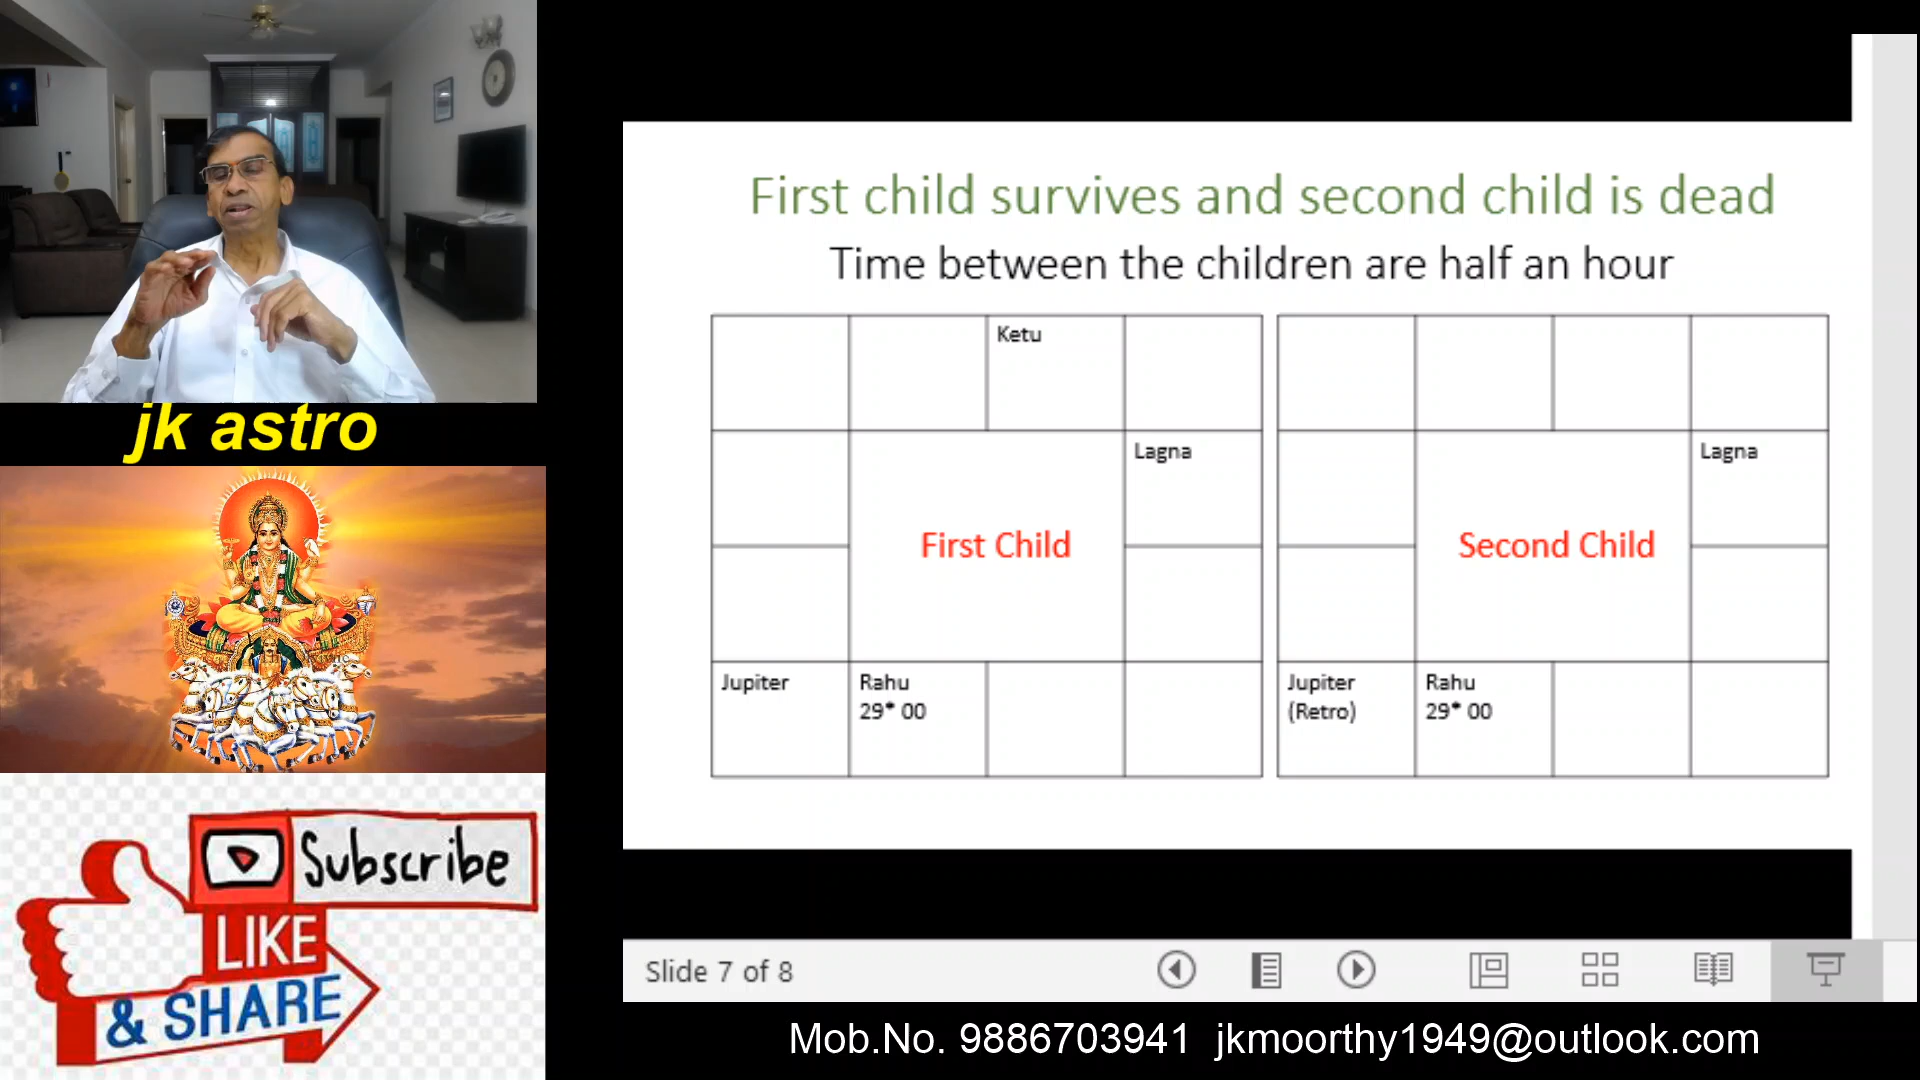 First child survives and second child is dead
Time between the children are half an hour
Ketu
Lagna
First Child
Jupiter
Rahu
29* 00
Lagna
Second Child
Jupiter
(Retro)
Rahu
29* 00
jk astro
Subscribe
LIKE
& SHARE
Slide 7 of 8
Mob.No. 9886703941 jkmoorthy1949@outlook.com